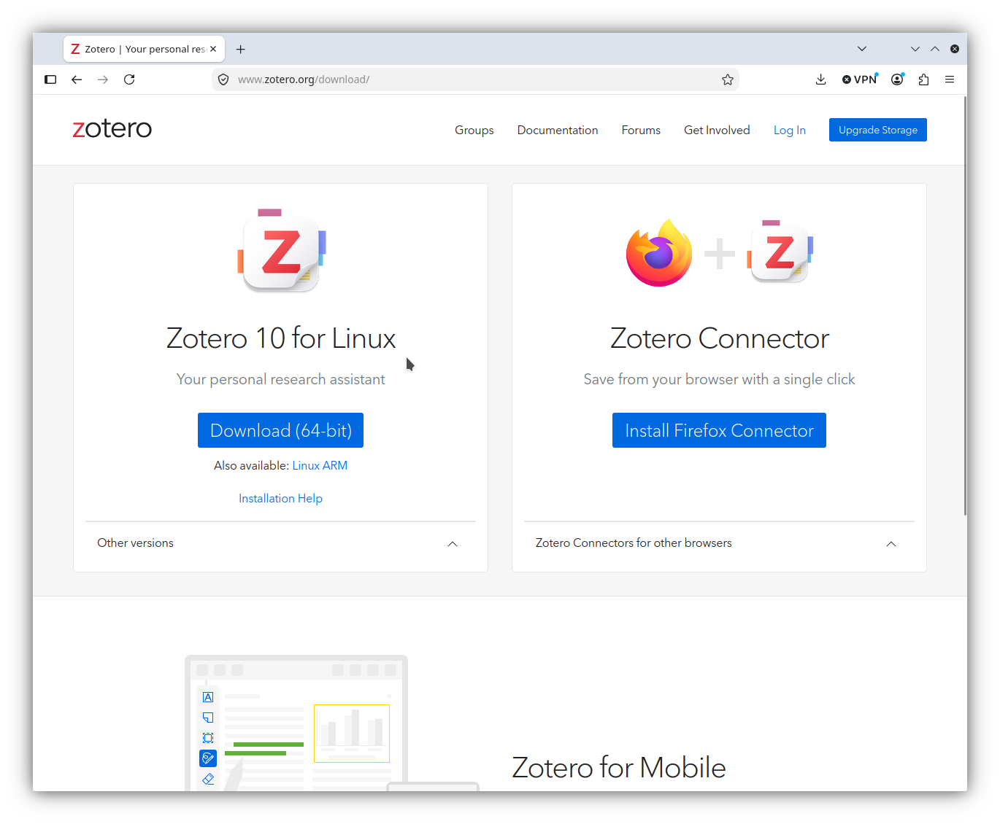 Zotero | Your personal res
www.zotero.org/download/
VPN
zotero
Groups
Documentation
Forums
Get Involved
Log In
Upgrade Storage
Z
Zotero 10 for Linux
Your personal research assistant
Download (64-bit)
Also available: Linux ARM
Installation Help
Other versions
Z
Zotero Connector
Save from your browser with a single click
Install Firefox Connector
Zotero Connectors for other browsers
A
Zotero for Mobile